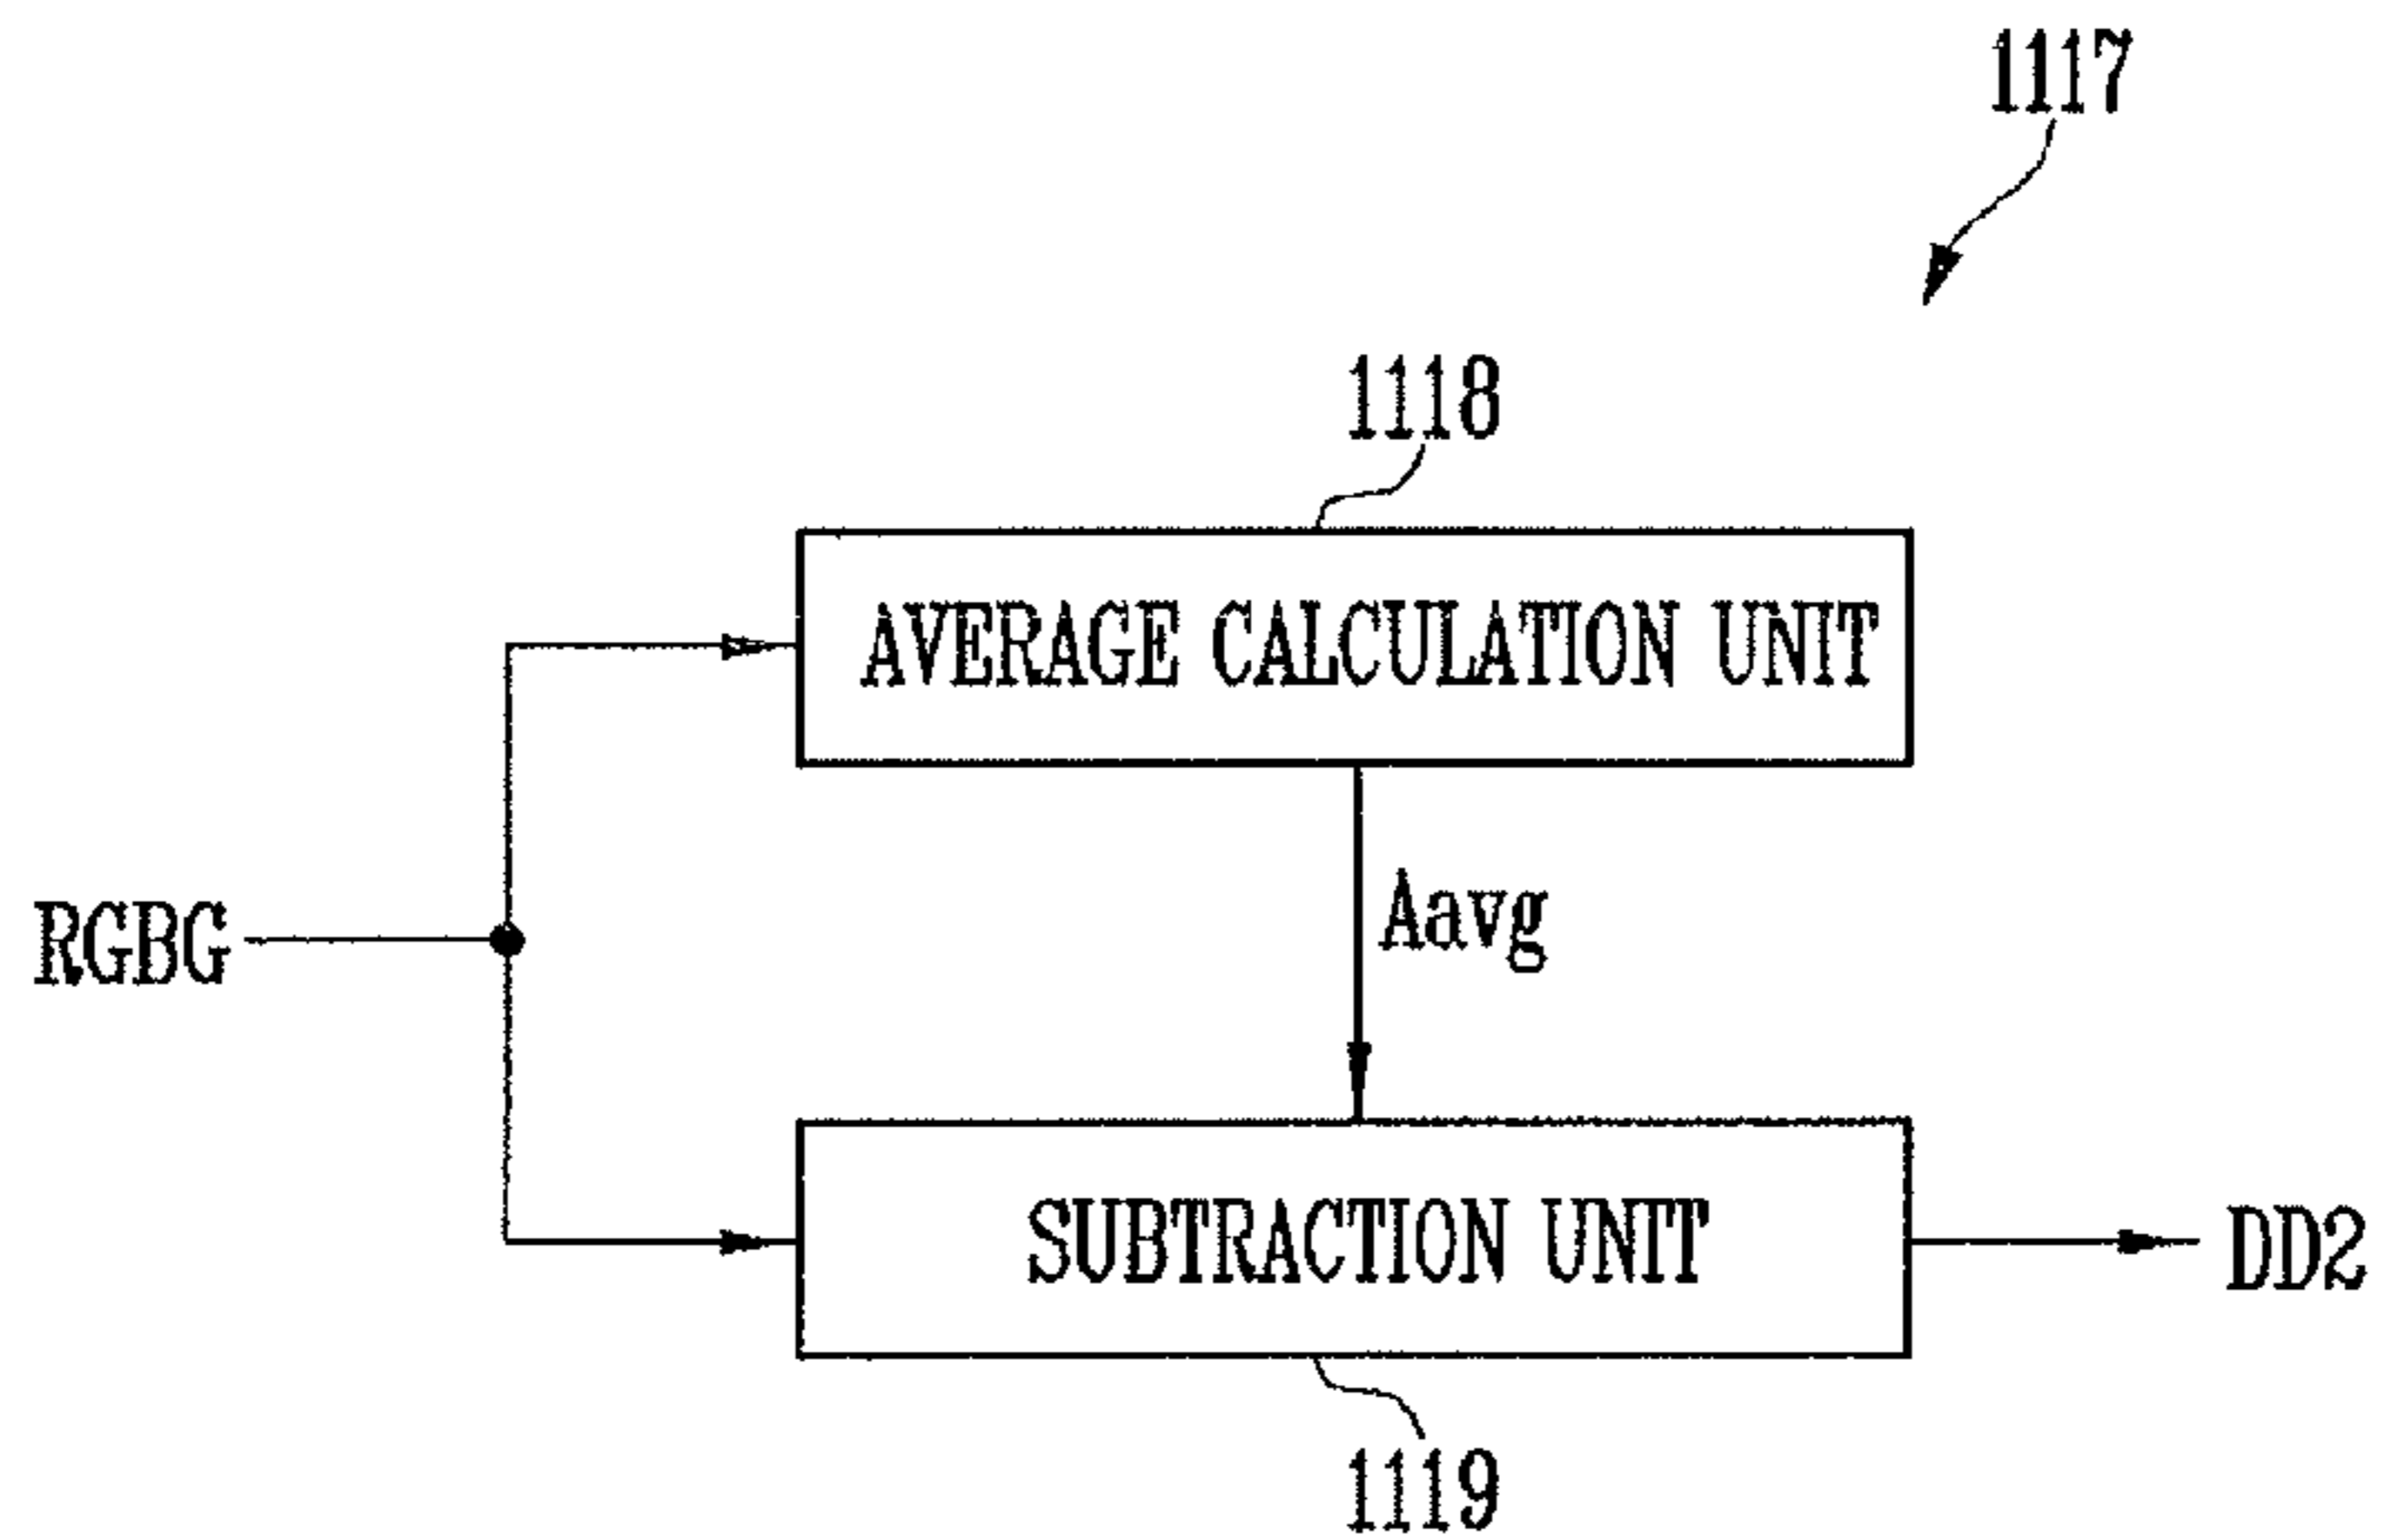 1117
1118
AVERAGE CALCULATION UNIT
RGBG
Aavg
SUBTRACTION UNIT
DD2
1119